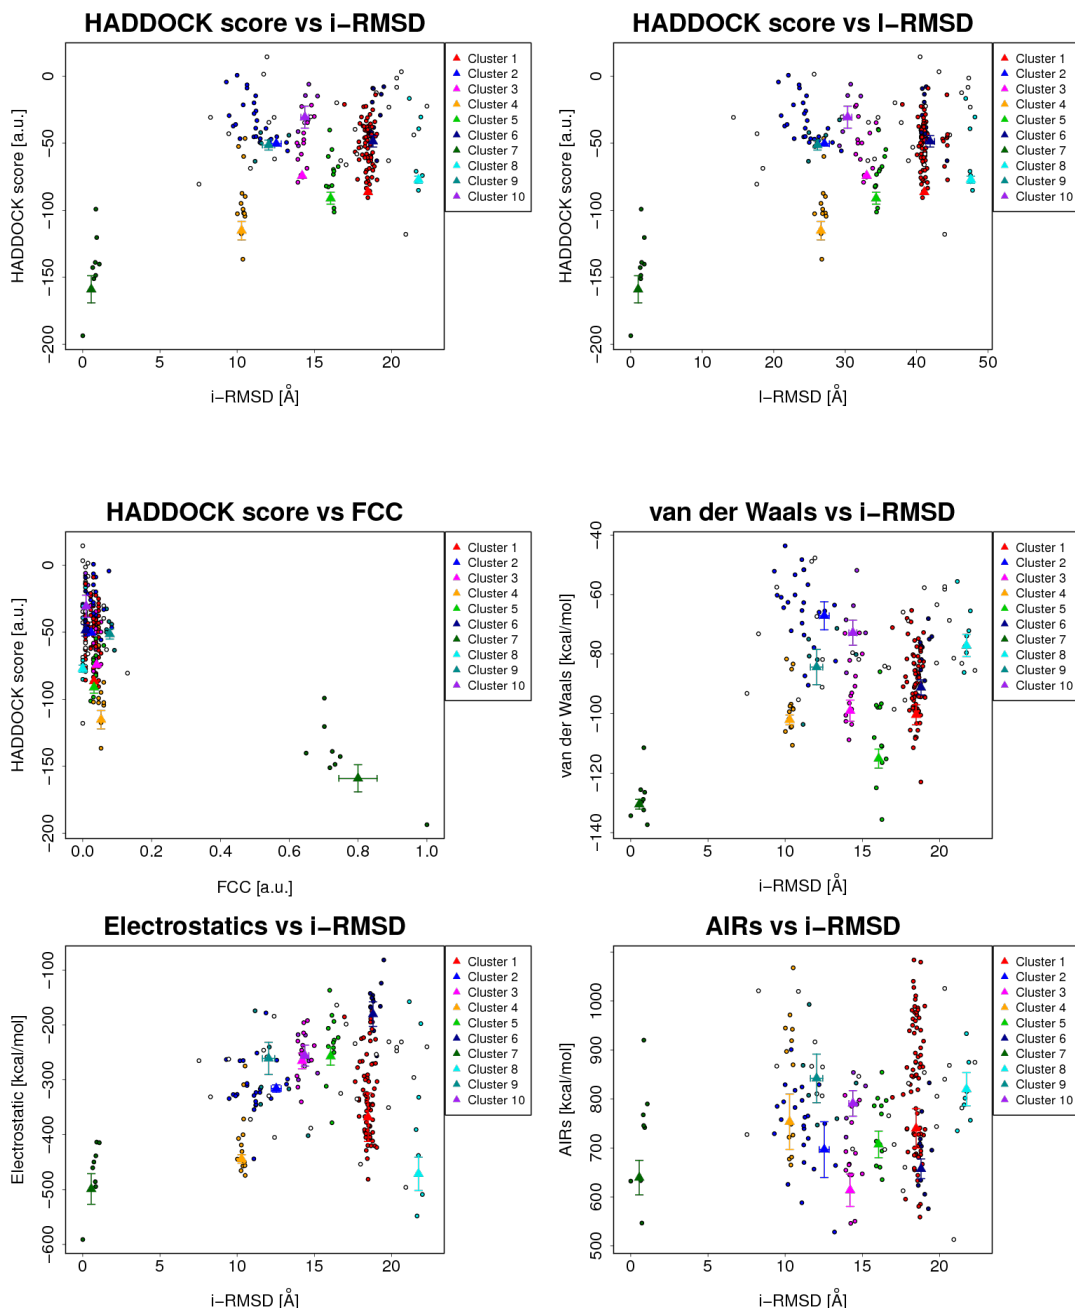 HADDOCK score vs i−RMSD
HADDOCK score [a.u.]
0
−50
−100
−150
−200
0 5 10 15 20
i−RMSD [Å]
Cluster 1
Cluster 2
Cluster 3
Cluster 4
Cluster 5
Cluster 6
Cluster 7
Cluster 8
Cluster 9
Cluster 10
HADDOCK score vs l−RMSD
HADDOCK score [a.u.]
0
−50
−100
−150
−200
0 10 20 30 40 50
l−RMSD [Å]
Cluster 1
Cluster 2
Cluster 3
Cluster 4
Cluster 5
Cluster 6
Cluster 7
Cluster 8
Cluster 9
Cluster 10
HADDOCK score vs FCC
HADDOCK score [a.u.]
0
−50
−100
−150
−200
0.0 0.2 0.4 0.6 0.8 1.0
FCC [a.u.]
Cluster 1
Cluster 2
Cluster 3
Cluster 4
Cluster 5
Cluster 6
Cluster 7
Cluster 8
Cluster 9
Cluster 10
van der Waals vs i−RMSD
van der Waals [kcal/mol]
−40
−60
−80
−100
−120
−140
0 5 10 15 20
i−RMSD [Å]
Cluster 1
Cluster 2
Cluster 3
Cluster 4
Cluster 5
Cluster 6
Cluster 7
Cluster 8
Cluster 9
Cluster 10
Electrostatics vs i−RMSD
Electrostatic [kcal/mol]
−100
−200
−300
−400
−500
−600
0 5 10 15 20
i−RMSD [Å]
Cluster 1
Cluster 2
Cluster 3
Cluster 4
Cluster 5
Cluster 6
Cluster 7
Cluster 8
Cluster 9
Cluster 10
AIRs vs i−RMSD
AIRs [kcal/mol]
1000
900
800
700
600
500
0 5 10 15 20
i−RMSD [Å]
Cluster 1
Cluster 2
Cluster 3
Cluster 4
Cluster 5
Cluster 6
Cluster 7
Cluster 8
Cluster 9
Cluster 10